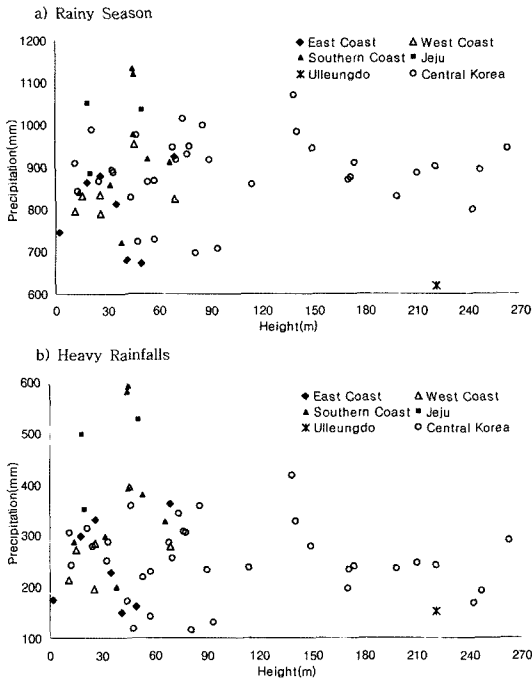 a) Rainy Season
East Coast West Coast
Southern Coast Jeju
Ulleungdo Central Korea
Precipitation(mm)
1200
1100
1000
900
800
700
600
0 30 60 90 120 150 180 210 240 270
Height(m)
b) Heavy Rainfalls
East Coast West Coast
Southern Coast Jeju
Ulleungdo Central Korea
Precipitation(mm)
600
500
400
300
200
100
0 30 60 90 120 150 180 210 240 270
Height(m)